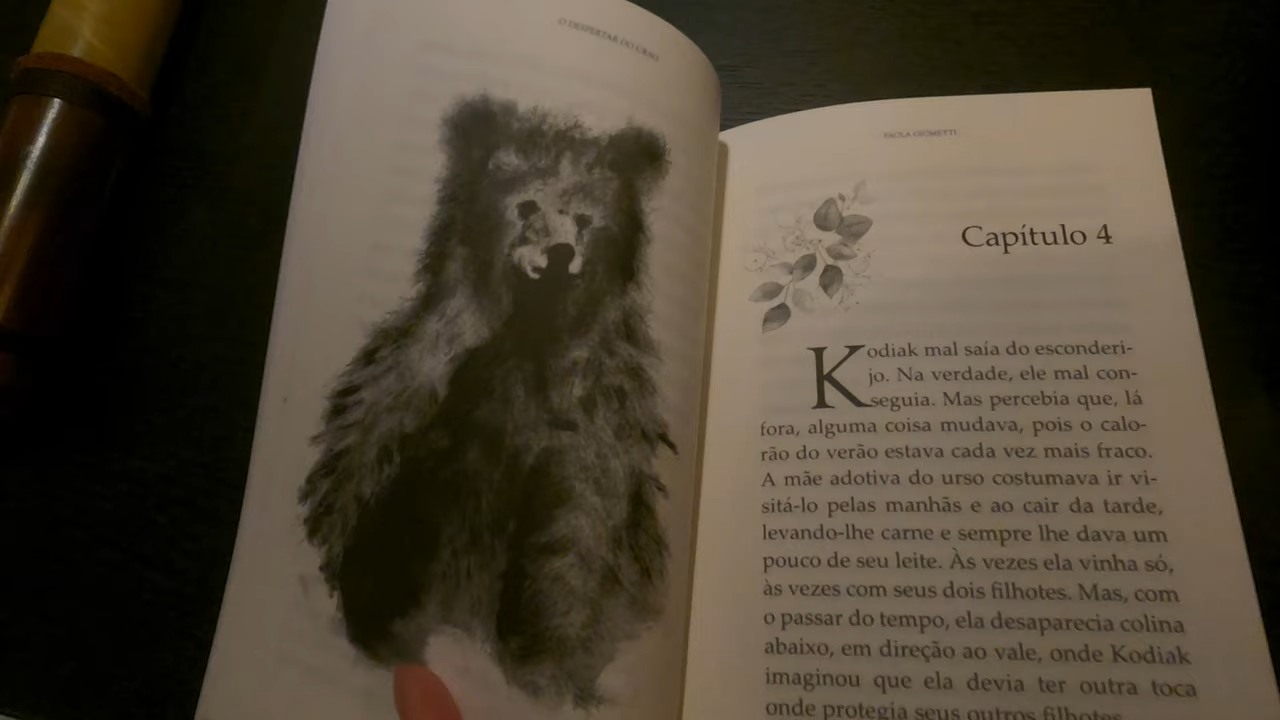 O DESPERTAR DO URSO
PAOLA GIOMETTI
Capítulo 4
Kodiak mal saía do esconderi-
jo. Na verdade, ele mal con-
seguia. Mas percebia que, lá
fora, alguma coisa mudava, pois o calo-
rão do verão estava cada vez mais fraco.
A mãe adotiva do urso costumava ir vi-
sitá-lo pelas manhãs e ao cair da tarde,
levando-lhe carne e sempre lhe dava um
pouco de seu leite. Às vezes ela vinha só,
às vezes com seus dois filhotes. Mas, com
o passar do tempo, ela desaparecia colina
abaixo, em direção ao vale, onde Kodiak
imaginou que ela devia ter outra toca
onde protegia seus outros filhotes.